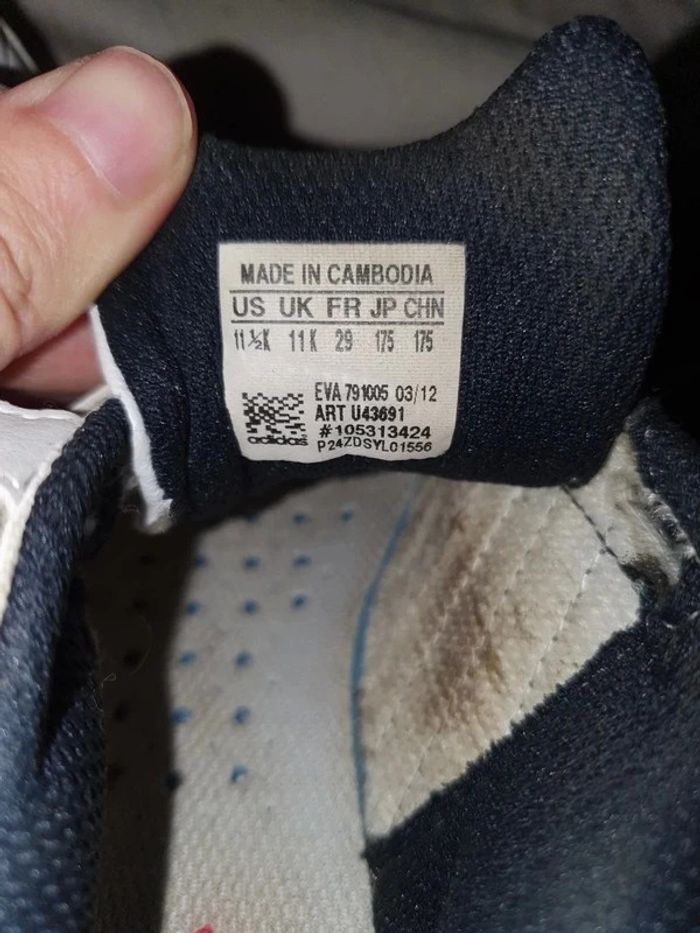 MADE IN CAMBODIA
US UK FR JP CHN
11½K 11K 29 175 175
EVA 791005 03/12
ART U43691
#105313424
adidas P24ZDSYL01556